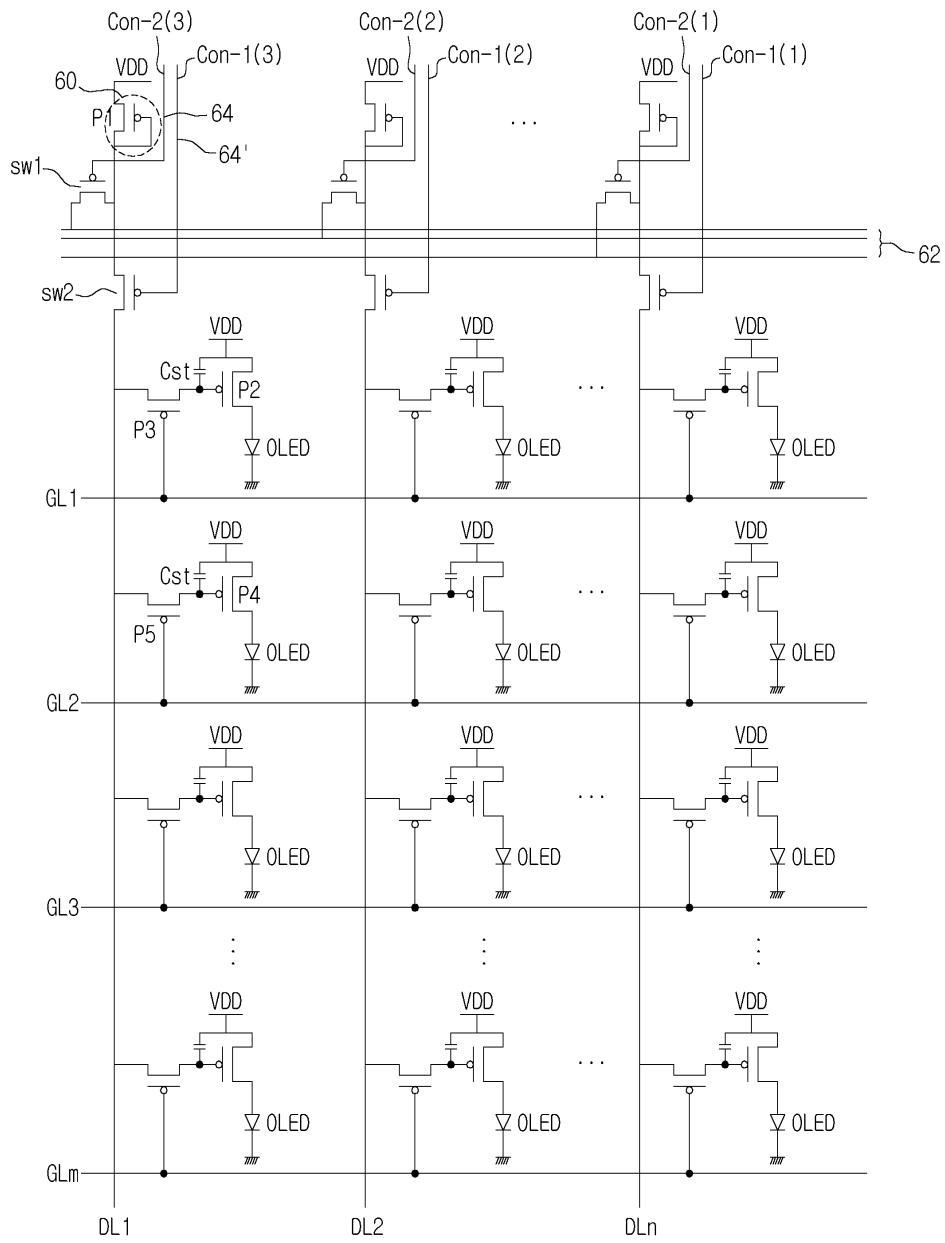 Con-2(3) Con-2(2) Con-2(1)
Con-1(3) Con-1(2) Con-1(1)
VDD VDD VDD
60
P1 64 ...
64'
sw1
62
sw2
VDD VDD VDD
Cst P2 ...
P3 OLED OLED OLED
GL1
VDD VDD VDD
Cst P4 ...
P5 OLED OLED OLED
GL2
VDD VDD VDD
...
OLED OLED OLED
GL3
VDD VDD VDD
...
OLED OLED OLED
GLm
DL1 DL2 DLn